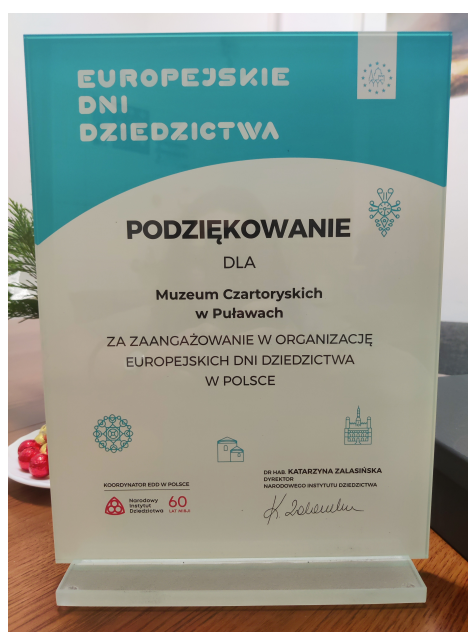 EUROPEJSKIE
DNI
DZIEDZICTWA
PODZIĘKOWANIE
DLA
Muzeum Czartoryskich
w Puławach
ZA ZAANGAŻOWANIE W ORGANIZACJĘ
EUROPEJSKICH DNI DZIEDZICTWA
W POLSCE
KOORDYNATOR EDD W POLSCE
Narodowy
Instytut
Dziedzictwa
60
LAT NID
DR HAB. KATARZYNA ZALASIŃSKA
DYREKTOR
NARODOWEGO INSTYTUTU DZIEDZICTWA
K Zalasińska